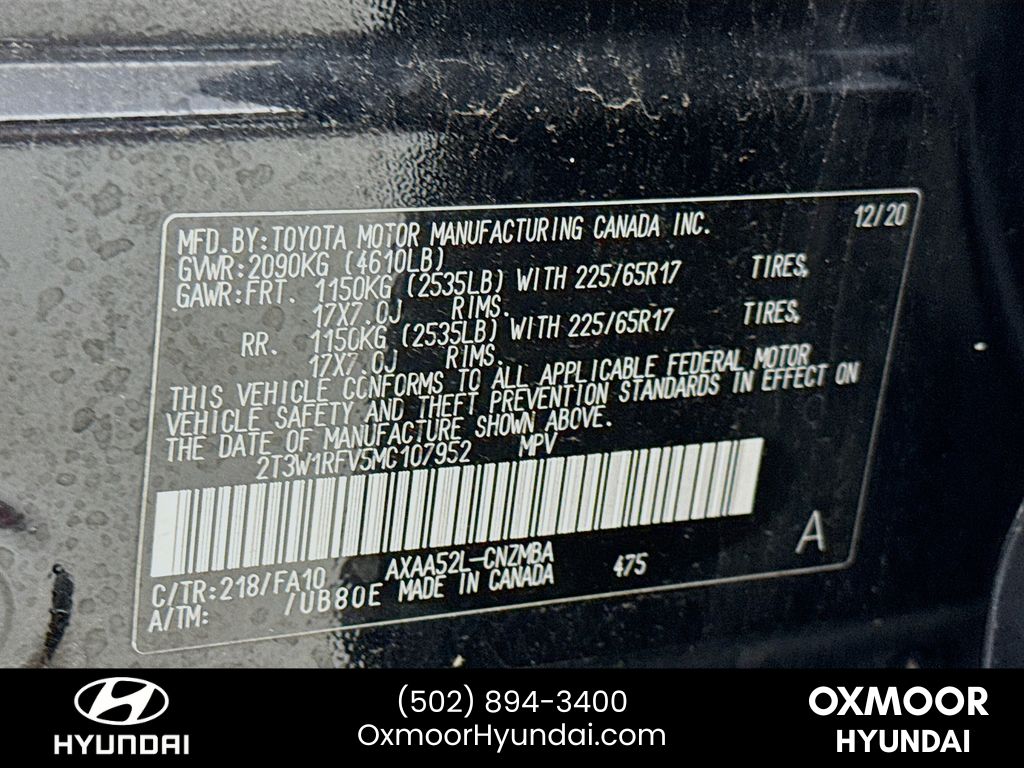 MFD. BY: TOYOTA MOTOR MANUFACTURING CANADA INC. 12/20
GVWR: 2090KG (4610LB)
GAWR: FRT. 1150KG (2535LB) WITH 225/65R17 TIRES,
17X7.0J RIMS.
RR. 1150KG (2535LB) WITH 225/65R17 TIRES,
17X7.0J RIMS.
THIS VEHICLE CONFORMS TO ALL APPLICABLE FEDERAL MOTOR
VEHICLE SAFETY AND THEFT PREVENTION STANDARDS IN EFFECT ON
THE DATE OF MANUFACTURE SHOWN ABOVE.
2T3W1RFV5MC107952 MPV
A
AXAA52L-CNZMBA 475
C/TR: 218/FA10 MADE IN CANADA
A/TM: /UB80E
HYUNDAI
(502) 894-3400
OxmoorHyundai.com
OXMOOR
HYUNDAI